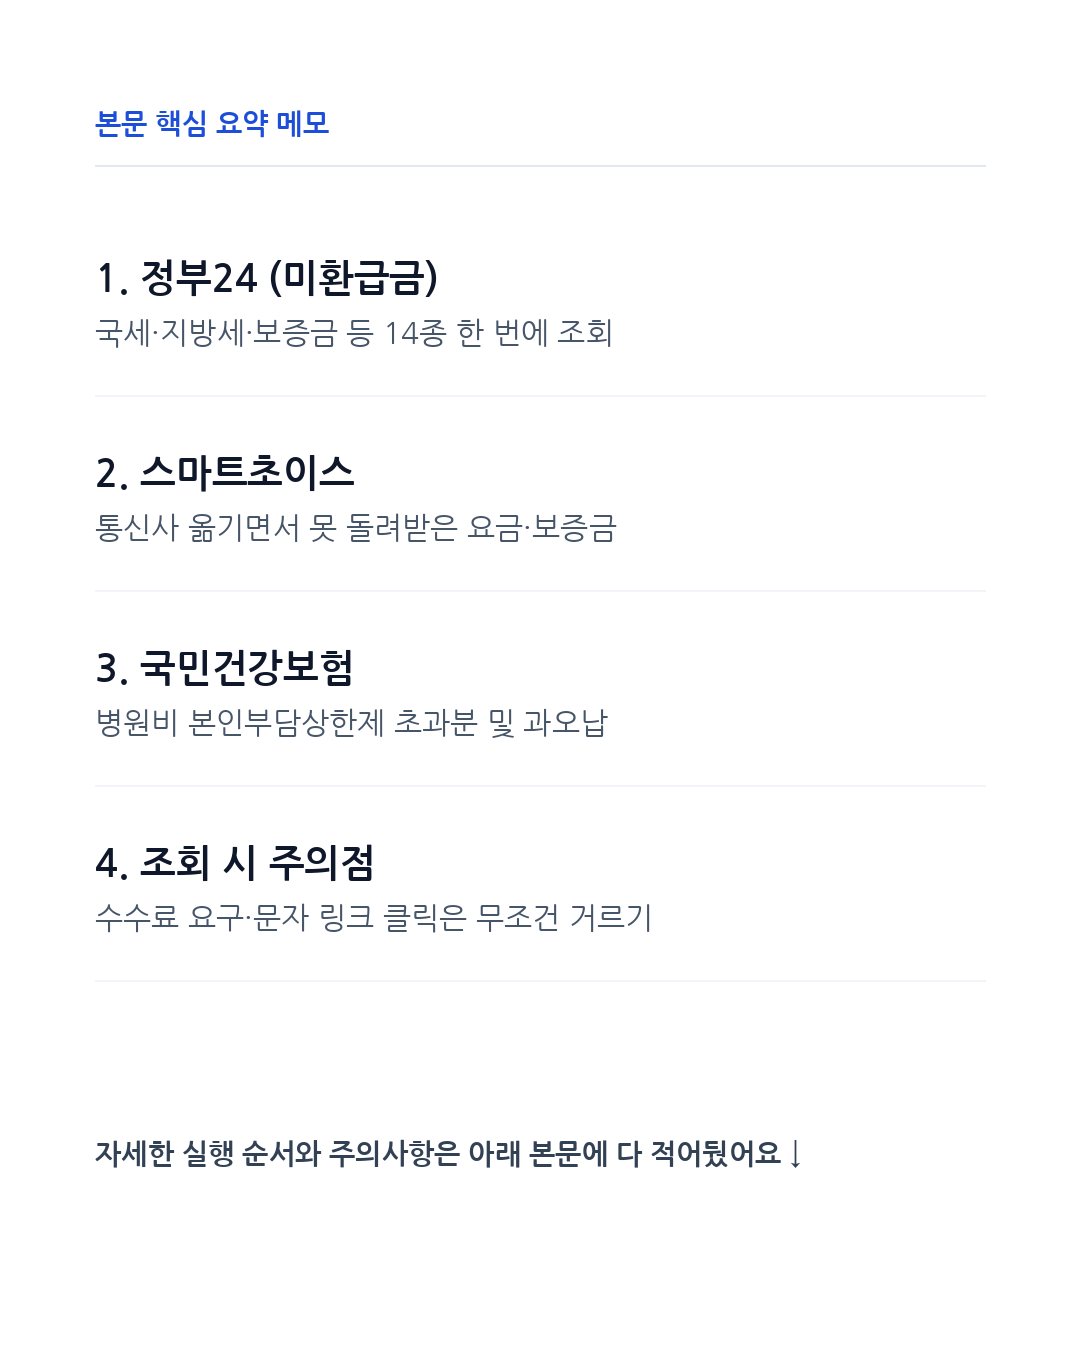 본문 핵심 요약 메모
1. 정부24 (미환급금)
국세·지방세·보증금 등 14종 한 번에 조회
2. 스마트초이스
통신사 옮기면서 못 돌려받은 요금·보증금
3. 국민건강보험
병원비 본인부담상한제 초과분 및 과오납
4. 조회 시 주의점
수수료 요구·문자 링크 클릭은 무조건 거르기
자세한 실행 순서와 주의사항은 아래 본문에 다 적어뒀어요 ↓